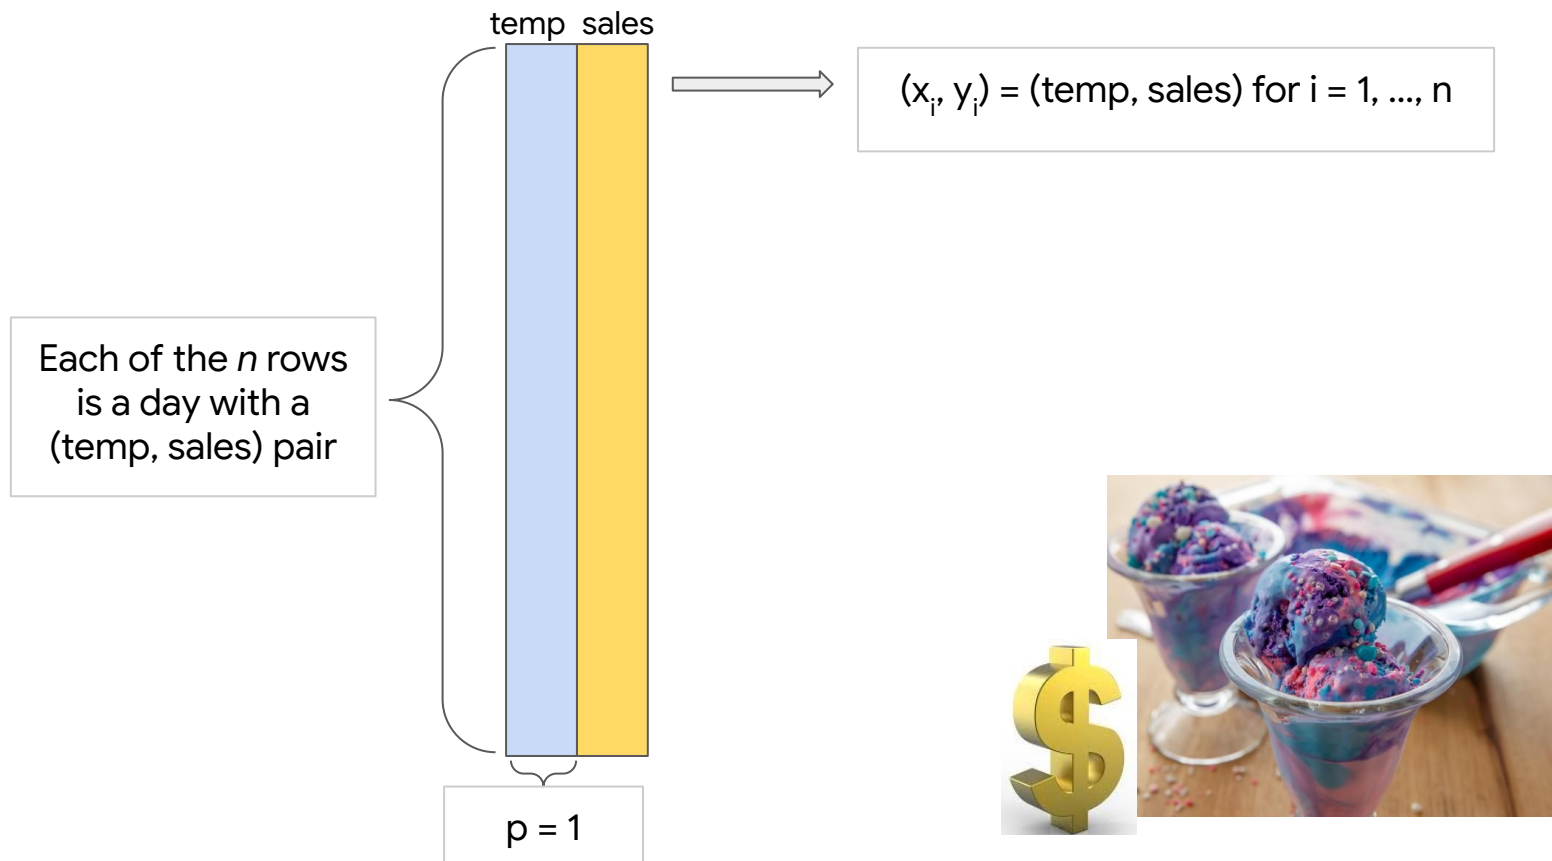 temp sales
(xᵢ, yᵢ) = (temp, sales) for i = 1, ..., n
Each of the n rows
is a day with a
(temp, sales) pair
p = 1